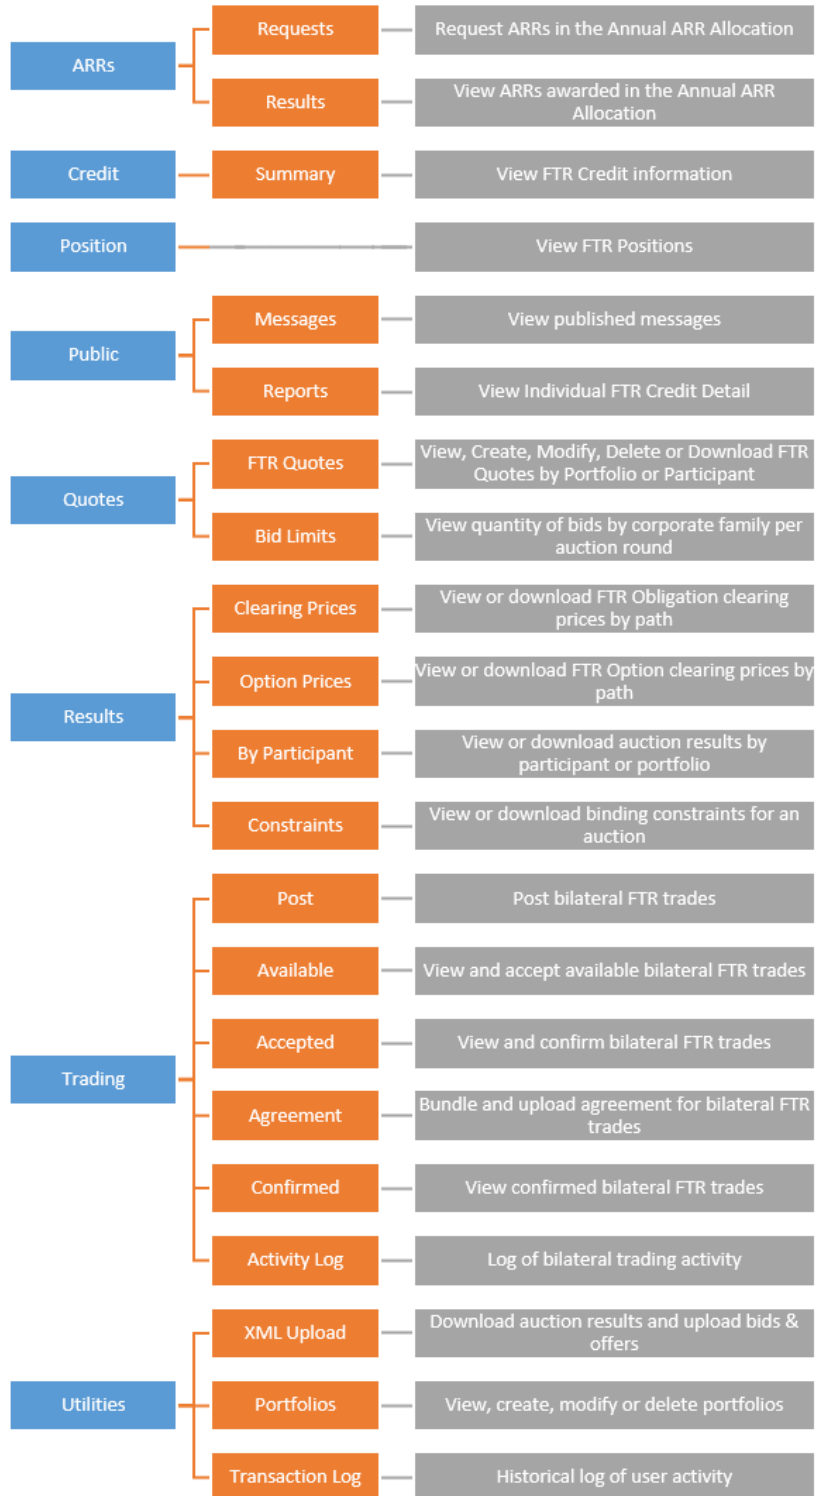 ARRs
Requests
Request ARRs in the Annual ARR Allocation
Results
View ARRs awarded in the Annual ARR
Allocation
Credit
Summary
View FTR Credit information
Position
View FTR Positions
Public
Messages
View published messages
Reports
View Individual FTR Credit Detail
Quotes
FTR Quotes
View, Create, Modify, Delete or Download FTR
Quotes by Portfolio or Participant
Bid Limits
View quantity of bids by corporate family per
auction round
Results
Clearing Prices
View or download FTR Obligation clearing
prices by path
Option Prices
View or download FTR Option clearing prices by
path
By Participant
View or download auction results by
participant or portfolio
Constraints
View or download binding constraints for an
auction
Trading
Post
Post bilateral FTR trades
Available
View and accept available bilateral FTR trades
Accepted
View and confirm bilateral FTR trades
Agreement
Bundle and upload agreement for bilateral FTR
trades
Confirmed
View confirmed bilateral FTR trades
Activity Log
Log of bilateral trading activity
Utilities
XML Upload
Download auction results and upload bids &
offers
Portfolios
View, create, modify or delete portfolios
Transaction Log
Historical log of user activity